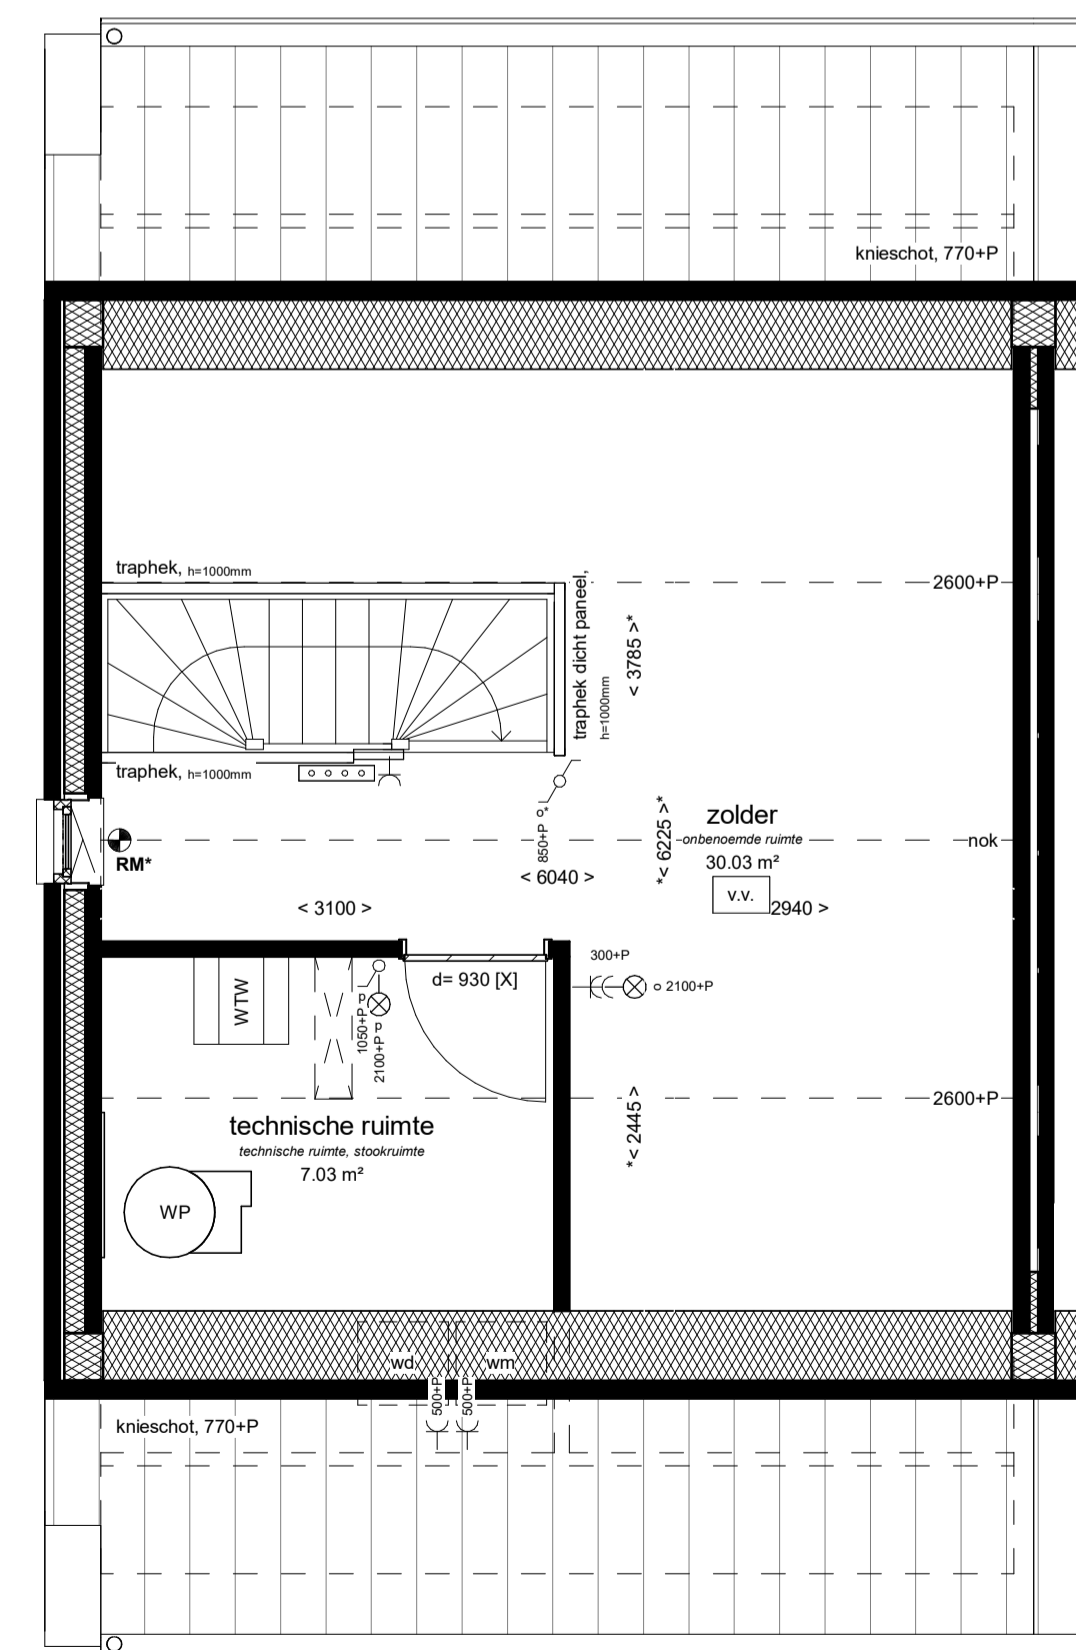 knieschot, 770+P
traphek, h=1000mm
2600+P
traphek dicht paneel,
h=1000mm
< 3785 >*
traphek, h=1000mm
850+P
zolder
onbenoemde ruimte
30.03 m²
nok
*< 6225 >*
RM*
< 6040 >
v.v.
< 3100 >
2940 >
300+P
d= 930 [X]
2100+P
WTW
1050+P
2100+P
2600+P
*< 2445 >
technische ruimte
technische ruimte, stookruimte
7.03 m²
WP
wd
wm
500+P
500+P
knieschot, 770+P